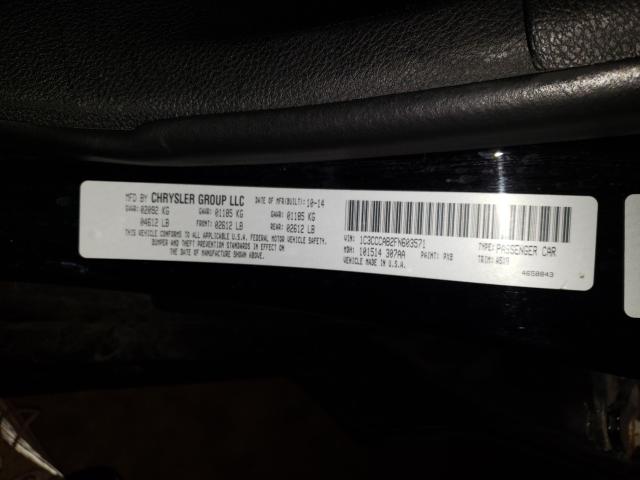 MFD BY CHRYSLER GROUP LLC DATE OF MFR(BUILT): 10-14
GVWR: 02092 KG GAWR: 01185 KG GAWR: 01185 KG
04612 LB FRONT: 02612 LB REAR: 02612 LB
THIS VEHICLE CONFORMS TO ALL APPLICABLE U.S.A. FEDERAL MOTOR VEHICLE SAFETY,
BUMPER AND THEFT PREVENTION STANDARDS IN EFFECT ON
THE DATE OF MANUFACTURE SHOWN ABOVE.
VIN: 1C3CCCAB2FN603571 TYPE: PASSENGER CAR
MDH: 101514 307AA PAINT: PX8 TRIM: A5X9
VEHICLE MADE IN U.S.A. 4658843